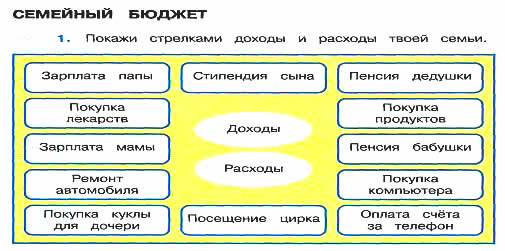 СЕМЕЙНЫЙ БЮДЖЕТ
1. Покажи стрелками доходы и расходы твоей семьи.
Зарплата папы
Стипендия сына
Пенсия дедушки
Покупка
лекарств
Доходы
Покупка
продуктов
Зарплата мамы
Расходы
Пенсия бабушки
Ремонт
автомобиля
Покупка
компьютера
Покупка куклы
для дочери
Посещение цирка
Оплата счёта
за телефон